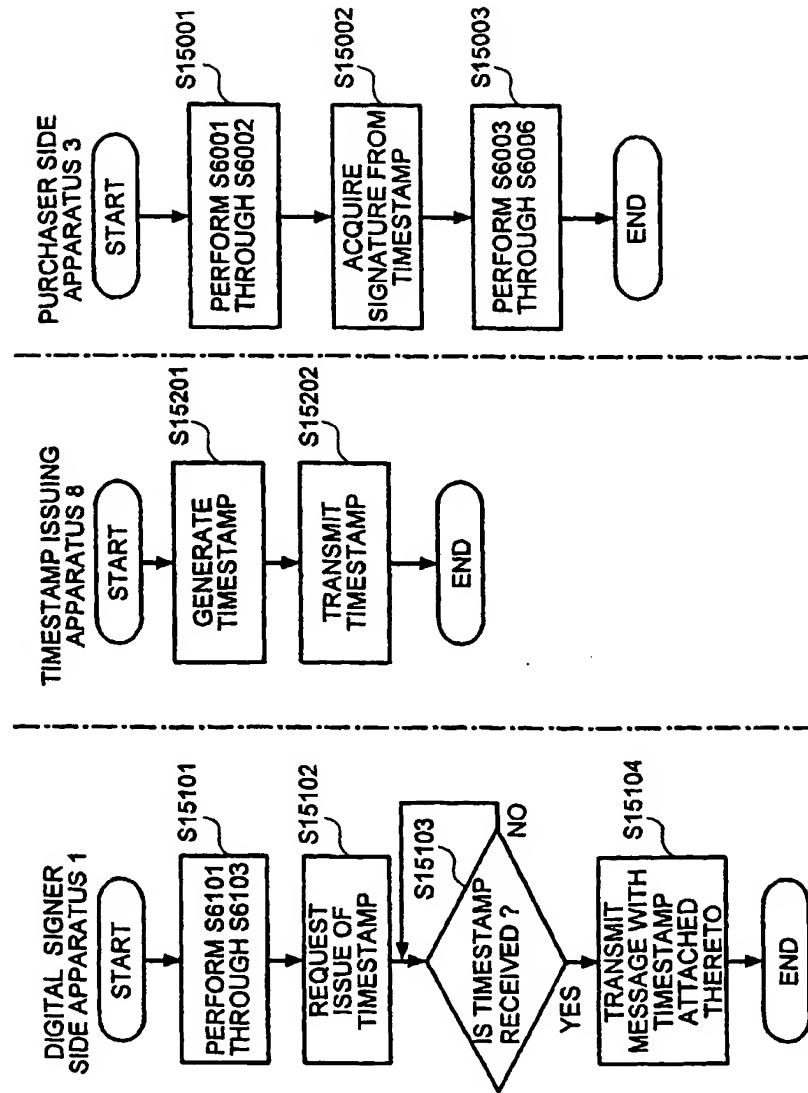 DIGITAL SIGNER
SIDE APPARATUS 1
START
S15101
PERFORM S6101
THROUGH S6103
S15102
REQUEST
ISSUE OF
TIMESTAMP
S15103
IS TIMESTAMP
RECEIVED ?
NO
YES
S15104
TRANSMIT
MESSAGE WITH
TIMESTAMP
ATTACHED
THERETO
END
TIMESTAMP ISSUING
APPARATUS 8
START
S15201
GENERATE
TIMESTAMP
S15202
TRANSMIT
TIMESTAMP
END
PURCHASER SIDE
APPARATUS 3
START
S15001
PERFORM S6001
THROUGH S6002
S15002
ACQUIRE
SIGNATURE FROM
TIMESTAMP
S15003
PERFORM S6003
THROUGH S6006
END